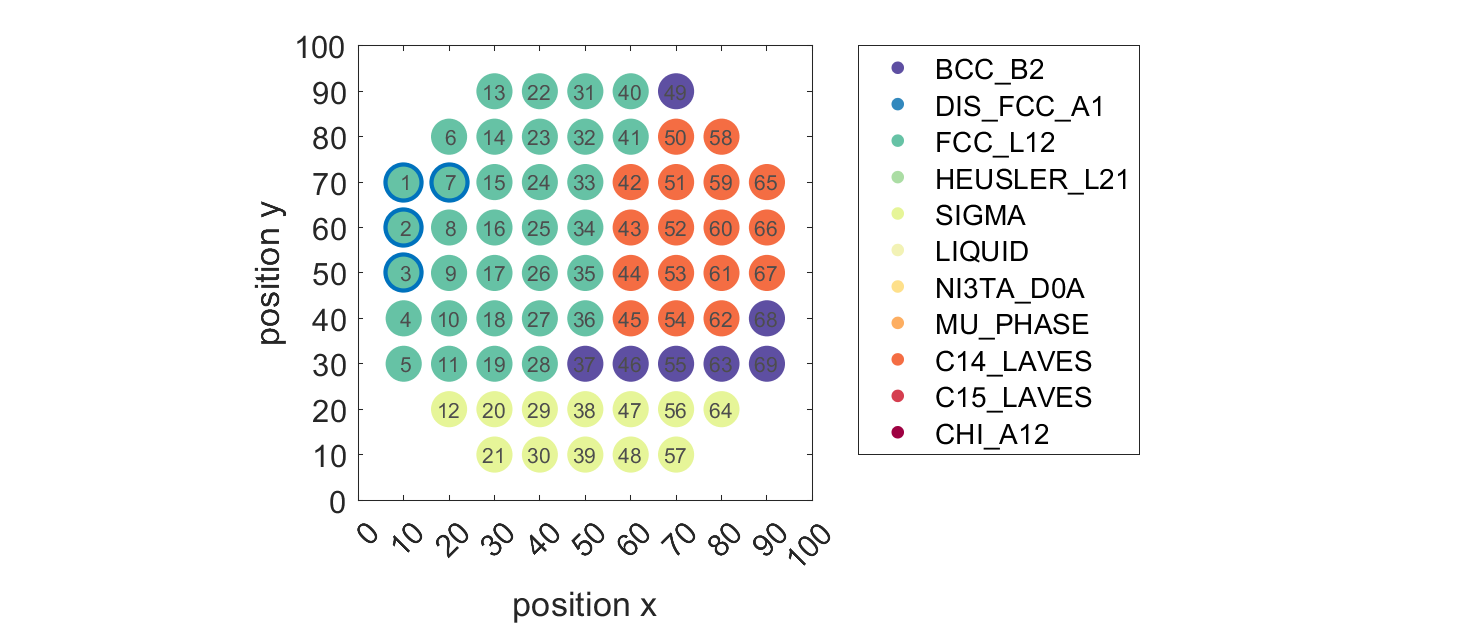 100
90 13 22 31 40 49
80 6 14 23 32 41 50 58
70 1 7 15 24 33 42 51 59 65
60 2 8 16 25 34 43 52 60 66
50 3 9 17 26 35 44 53 61 67
40 4 10 18 27 36 45 54 62 68
30 5 11 19 28 37 46 55 63 69
20 12 20 29 38 47 56 64
10 21 30 39 48 57
0
0 10 20 30 40 50 60 70 80 90 100
position x
position y
BCC_B2
DIS_FCC_A1
FCC_L12
HEUSLER_L21
SIGMA
LIQUID
NI3TA_D0A
MU_PHASE
C14_LAVES
C15_LAVES
CHI_A12